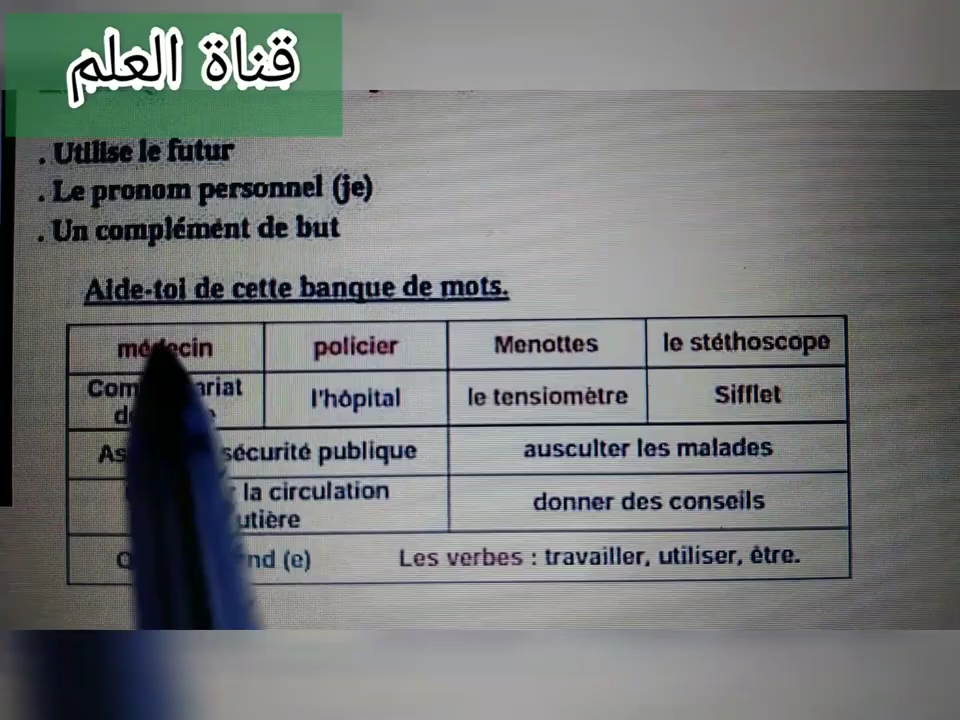 قناة العلم
. Utilise le futur
. Le pronom personnel (je)
. Un complément de but
Aide-toi de cette banque de mots.
médecin policier Menottes le stéthoscope
l'hôpital le tensiomètre Sifflet
sécurité publique ausculter les malades
la circulation donner des conseils
Les verbes : travailler, utiliser, être.